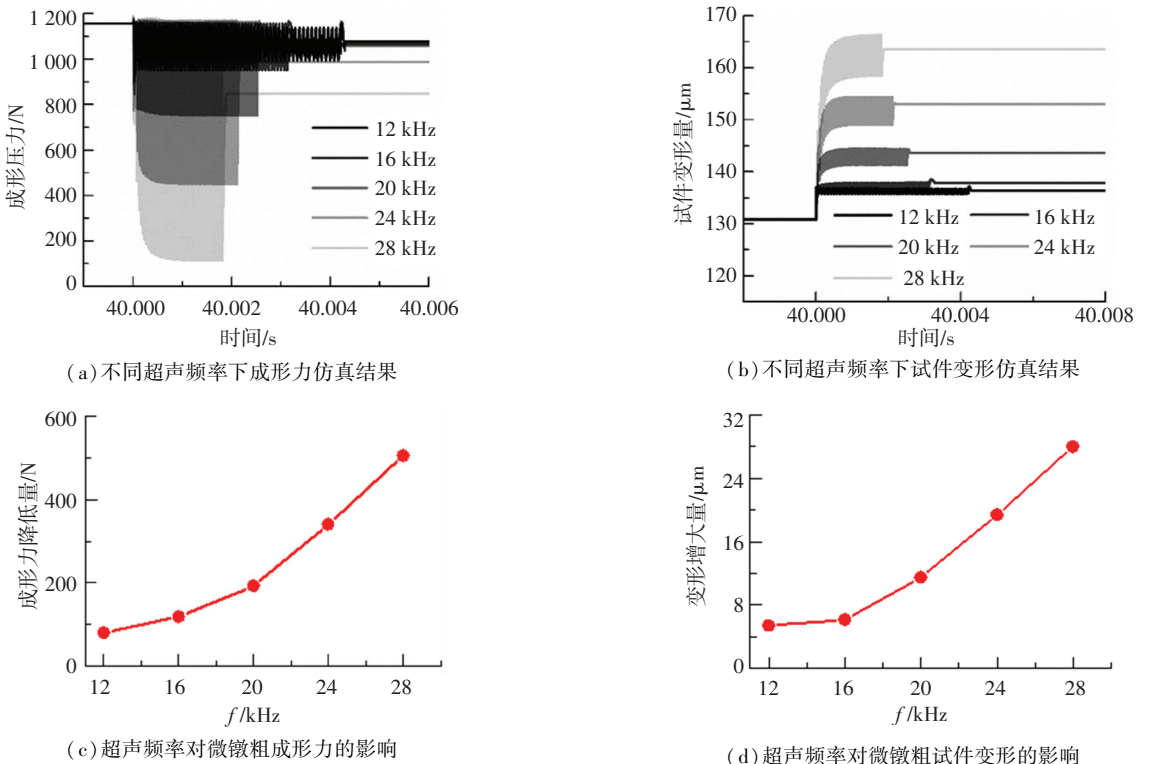 1 200
1 000
800
600
400
200
0
成形压力/N
12 kHz
16 kHz
20 kHz
24 kHz
28 kHz
40.000 40.002 40.004 40.006
时间/s
(a)不同超声频率下成形力仿真结果
170
160
150
140
130
120
试件变形量/μm
12 kHz 16 kHz
20 kHz 24 kHz
28 kHz
40.000 40.004 40.008
时间/s
(b)不同超声频率下试件变形仿真结果
600
400
200
0
成形力降低量/N
12 16 20 24 28
f/kHz
(c)超声频率对微镦粗成形力的影响
32
24
16
8
0
变形增大量/μm
12 16 20 24 28
f/kHz
(d)超声频率对微镦粗试件变形的影响